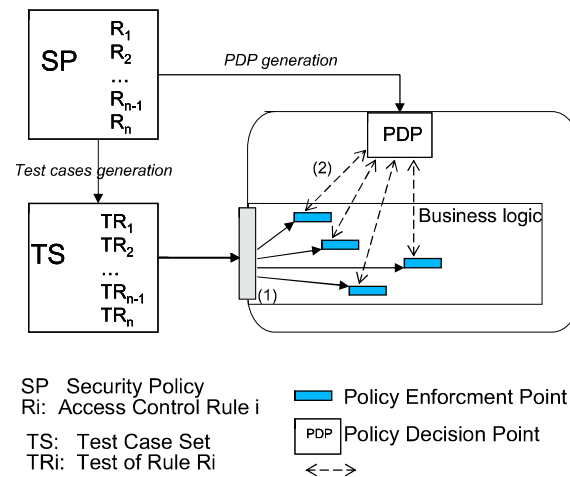 SP
R1
R2
...
Rn-1
Rn
PDP generation
Test cases generation
PDP
(2)
Business logic
TS
TR1
TR2
...
TRn-1
TRn
(1)
SP Security Policy
Ri: Access Control Rule i
TS: Test Case Set
TRi: Test of Rule Ri
Policy Enforcment Point
PDP Policy Decision Point